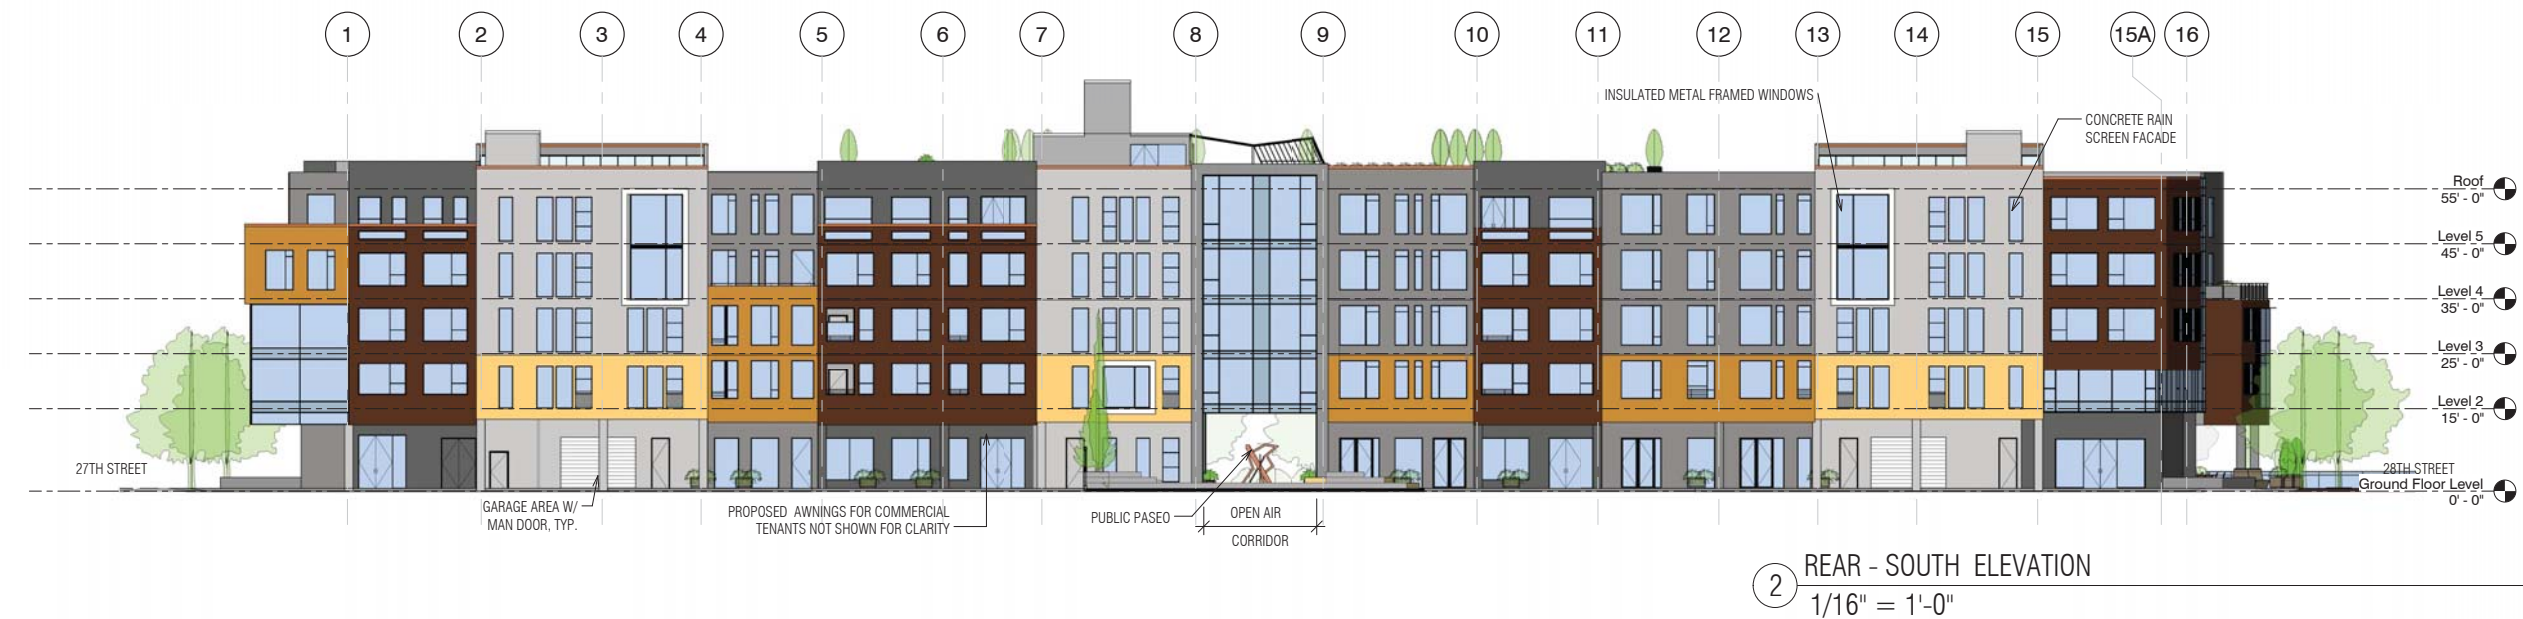 1 2 3 4 5 6 7 8 9 10 11 12 13 14 15 15A 16
INSULATED METAL FRAMED WINDOWS
CONCRETE RAIN
SCREEN FACADE
Roof
55' - 0"
Level 5
45' - 0"
Level 4
35' - 0"
Level 3
25' - 0"
Level 2
15' - 0"
27TH STREET
28TH STREET
Ground Floor Level
0' - 0"
GARAGE AREA W/
MAN DOOR, TYP.
PROPOSED AWNINGS FOR COMMERCIAL
TENANTS NOT SHOWN FOR CLARITY
PUBLIC PASEO
OPEN AIR
CORRIDOR
2 REAR - SOUTH ELEVATION
1/16" = 1'-0"